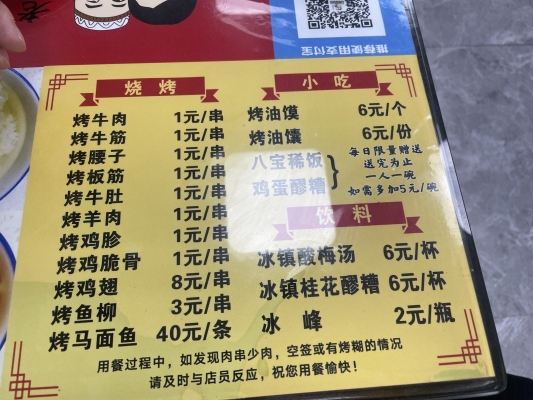 老
推荐使用支付宝
烧烤
烤牛肉 1元/串
烤牛筋 1元/串
烤腰子 1元/串
烤板筋 1元/串
烤牛肚 1元/串
烤羊肉 1元/串
烤鸡胗 1元/串
烤鸡脆骨 1元/串
烤鸡翅 8元/串
烤鱼柳 3元/串
烤马面鱼 40元/条
小吃
烤油馍 6元/个
烤油馕 6元/份
八宝稀饭
鸡蛋醪糟
每日限量赠送
送完为止
一人一碗
如需多加5元/碗
饮料
冰镇酸梅汤 6元/杯
冰镇桂花醪糟 6元/杯
冰峰 2元/瓶
用餐过程中，如发现肉串少肉，空签或有烤糊的情况
请及时与店员反应，祝您用餐愉快！